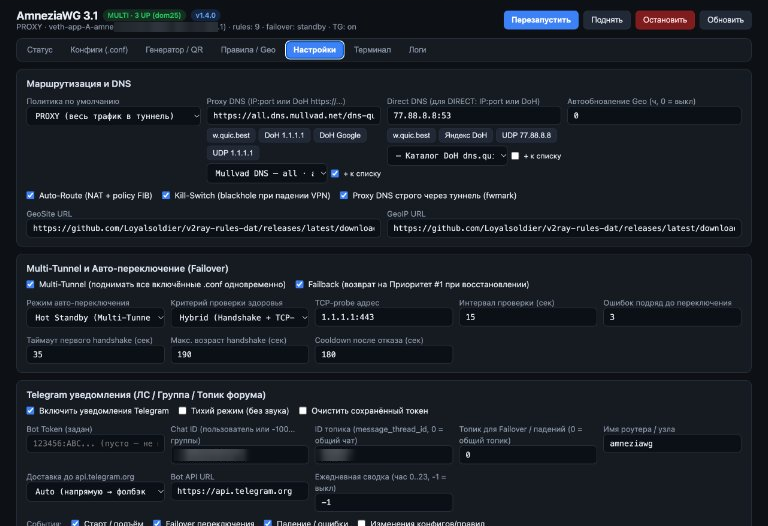 AmneziaWG 3.1 MULTI · 3 UP (dom25) v1.4.0
PROXY · veth-app-A-amne .1) · rules: 9 · failover: standby · TG: on
Перезапустить Поднять Остановить Обновить
Статус Конфиги (.conf) Генератор / QR Правила / Geo Настройки Терминал Логи
Маршрутизация и DNS
Политика по умолчанию
PROXY (весь трафик в туннель)
Proxy DNS (IP:port или DoH https://...)
https://all.dns.mullvad.net/dns-qu
w.quic.best DoH 1.1.1.1 DoH Google
UDP 1.1.1.1
Mullvad DNS — all · + к списку
Direct DNS (для DIRECT: IP:port или DoH)
77.88.8.8:53
w.quic.best Яндекс DoH UDP 77.88.8.8
— Каталог DoH dns.qui + к списку
Автообновление Geo (ч, 0 = выкл)
0
Auto-Route (NAT + policy FIB) Kill-Switch (blackhole при падении VPN) Proxy DNS строго через туннель (fwmark)
GeoSite URL
https://github.com/Loyalsoldier/v2ray-rules-dat/releases/latest/downloa
GeoIP URL
https://github.com/Loyalsoldier/v2ray-rules-dat/releases/latest/downloa
Multi-Tunnel и Авто-переключение (Failover)
Multi-Tunnel (поднимать все включённые .conf одновременно) Failback (возврат на Приоритет #1 при восстановлении)
Режим авто-переключения
Hot Standby (Multi-Tunne
Критерий проверки здоровья
Hybrid (Handshake + TCP-
TCP-probe адрес
1.1.1.1:443
Интервал проверки (сек)
15
Ошибок подряд до переключения
3
Таймаут первого handshake (сек)
35
Макс. возраст handshake (сек)
190
Cooldown после отказа (сек)
180
Telegram уведомления (ЛС / Группа / Топик форума)
Включить уведомления Telegram Тихий режим (без звука) Очистить сохранённый токен
Bot Token (задан)
123456:ABC... (пусто — не
Chat ID (пользователь или -100...
группы)
ID топика (message_thread_id, 0 =
общий чат)
Топик для Failover / падений (0 =
общий топик)
0
Имя роутера / узла
amneziawg
Доставка до api.telegram.org
Auto (напрямую → фолбэк
Bot API URL
https://api.telegram.org
Ежедневная сводка (час 0..23, -1 =
выкл)
-1
События: Старт / подъём Failover переключения Падение / ошибки Изменения конфигов/правил